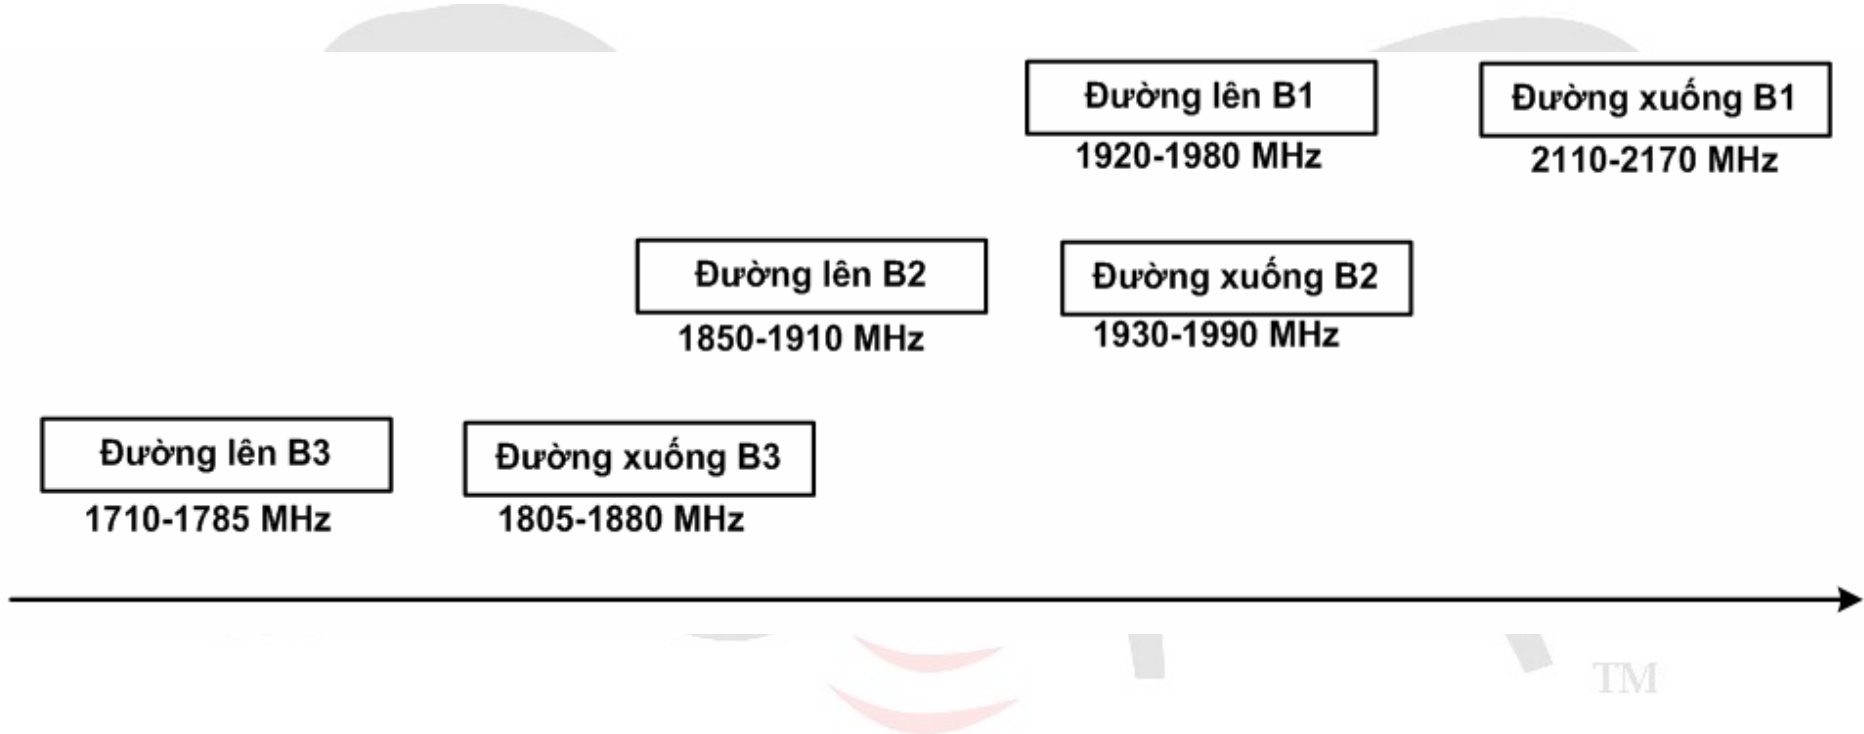 Đường lên B1
Đường xuống B1
1920-1980 MHz
2110-2170 MHz
Đường lên B2
Đường xuống B2
1850-1910 MHz
1930-1990 MHz
Đường lên B3
Đường xuống B3
1710-1785 MHz
1805-1880 MHz
TM